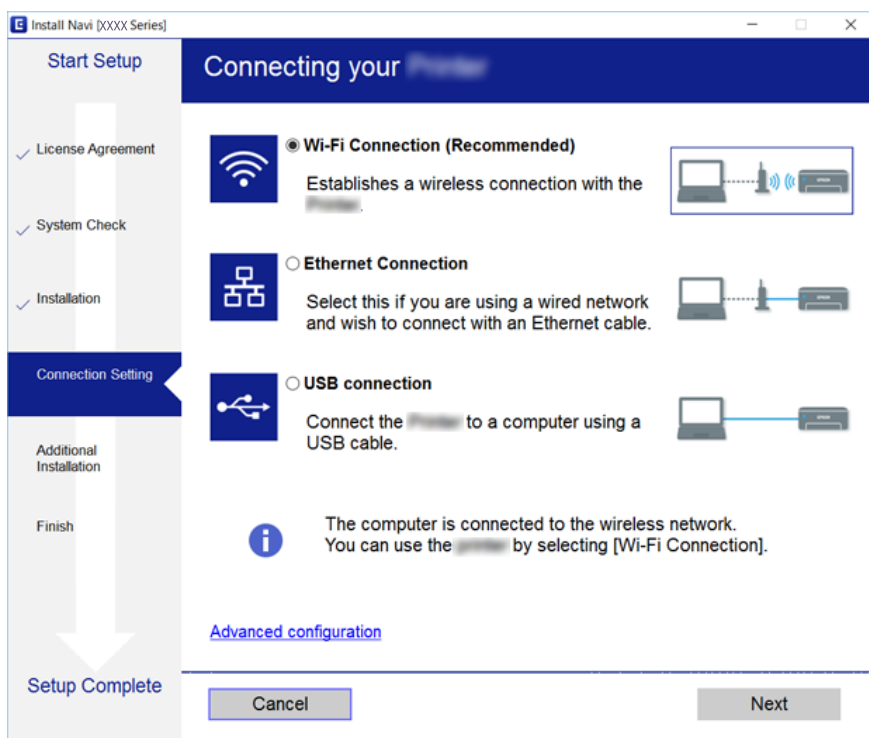 Install Navi [XXXX Series]
Start Setup
License Agreement
System Check
Installation
Connection Setting
Additional
Installation
Finish
Setup Complete
Connecting your
Wi-Fi Connection (Recommended)
Establishes a wireless connection with the
.
EPSON
Ethernet Connection
Select this if you are using a wired network
and wish to connect with an Ethernet cable.
EPSON
USB connection
Connect the to a computer using a
USB cable.
EPSON
The computer is connected to the wireless network.
You can use the by selecting [Wi-Fi Connection].
Advanced configuration
Cancel
Next